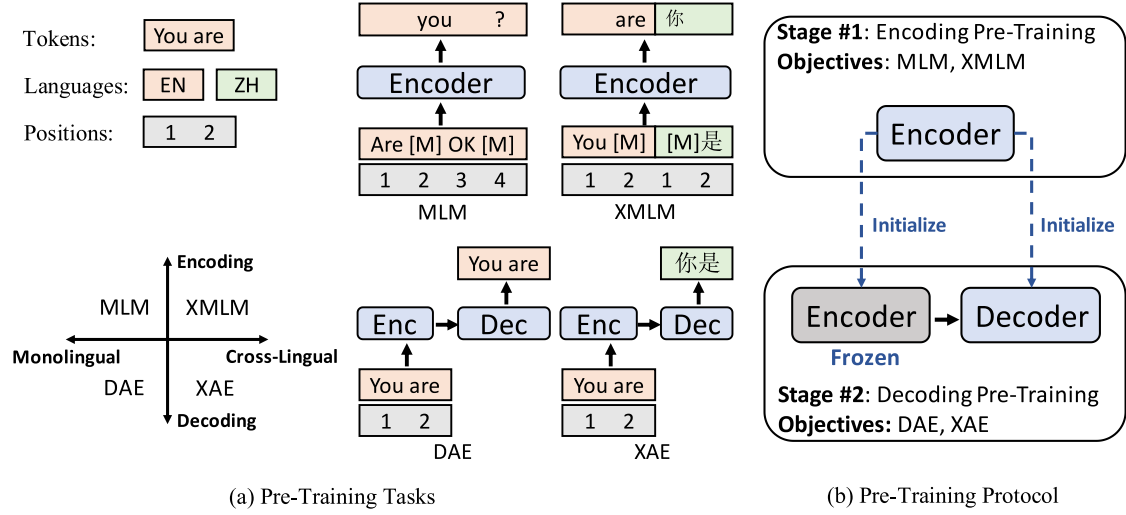 Tokens:
You are
Languages:
EN
ZH
Positions:
1 2
you ?
Encoder
Are [M] OK [M]
1 2 3 4
MLM
are 你
Encoder
You [M] [M]是
1 2 1 2
XMLM
Encoding
MLM XMLM
Monolingual Cross-Lingual
DAE XAE
Decoding
You are
Enc Dec
You are
1 2
DAE
你是
Enc Dec
You are
1 2
XAE
(a) Pre-Training Tasks
Stage #1: Encoding Pre-Training
Objectives: MLM, XMLM
Encoder
Initialize Initialize
Encoder Decoder
Frozen
Stage #2: Decoding Pre-Training
Objectives: DAE, XAE
(b) Pre-Training Protocol